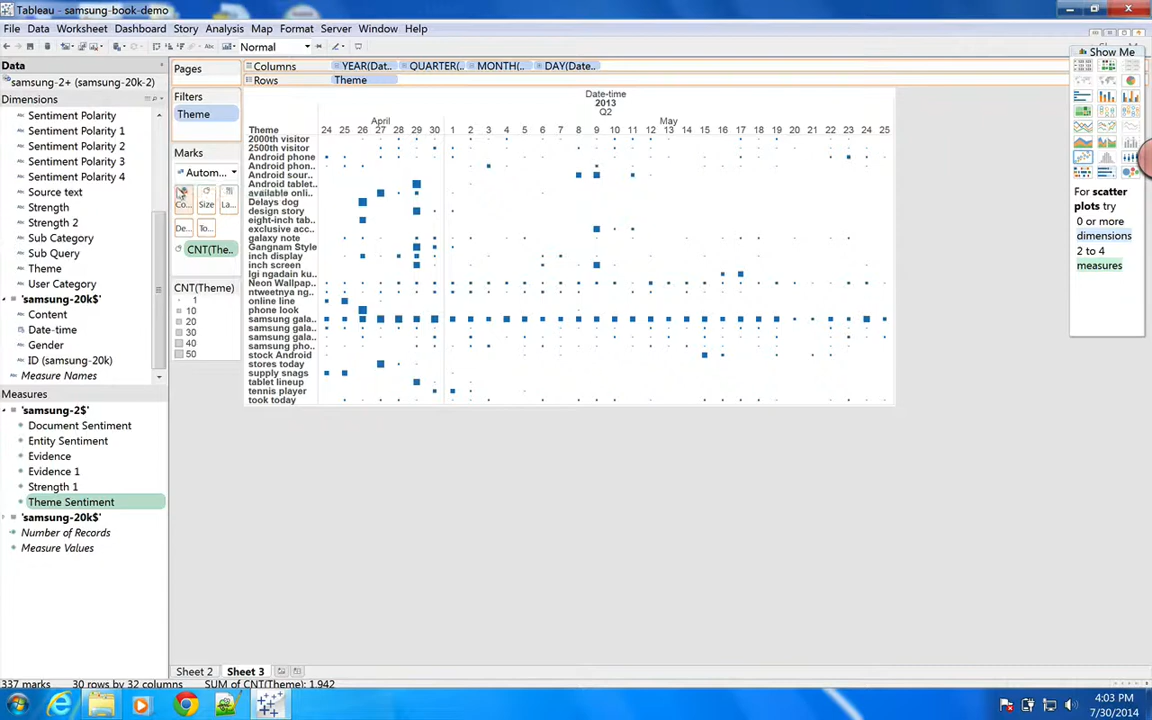 Tableau - samsung-book-demo
File Data Worksheet Dashboard Story Analysis Map Format Server Window Help
Normal
Show Me
Data
samsung-2+ (samsung-20k-2)
Dimensions
Sentiment Polarity
Sentiment Polarity 1
Sentiment Polarity 2
Sentiment Polarity 3
Sentiment Polarity 4
Source text
Strength
Strength 2
Sub Category
Sub Query
Theme
User Category
'samsung-20k$'
Content
Date-time
Gender
ID (samsung-20k)
Measure Names
Measures
'samsung-2$'
Document Sentiment
Entity Sentiment
Evidence
Evidence 1
Strength 1
Theme Sentiment
'samsung-20k$'
Number of Records
Measure Values
Pages
Filters
Theme
Marks
Autom...
Co... Size La...
De... To...
CNT(The..
CNT(Theme)
1
10
20
30
40
50
Columns YEAR(Dat.. QUARTER(.. MONTH(.. DAY(Date..
Rows Theme
Date-time
2013
Q2
April May
Theme 24 25 26 27 28 29 30 1 2 3 4 5 6 7 8 9 10 11 12 13 14 15 16 17 18 19 20 21 22 23 24 25
2000th visitor
2500th visitor
Android phone
Android phon..
Android sour..
Android tablet..
available onli..
Delays dog
design story
eight-inch tab..
exclusive acc..
galaxy note
Gangnam Style
inch display
inch screen
lgi ngadain ku..
Neon Wallpap..
ntweetnya ng..
online line
phone look
samsung gala..
samsung gala..
samsung gala..
samsung pho..
stock Android
stores today
supply snags
tablet lineup
tennis player
took today
For scatter
plots try
0 or more
dimensions
2 to 4
measures
Sheet 2 Sheet 3
337 marks 30 rows by 32 columns SUM of CNT(Theme): 1,942
4:03 PM
7/30/2014